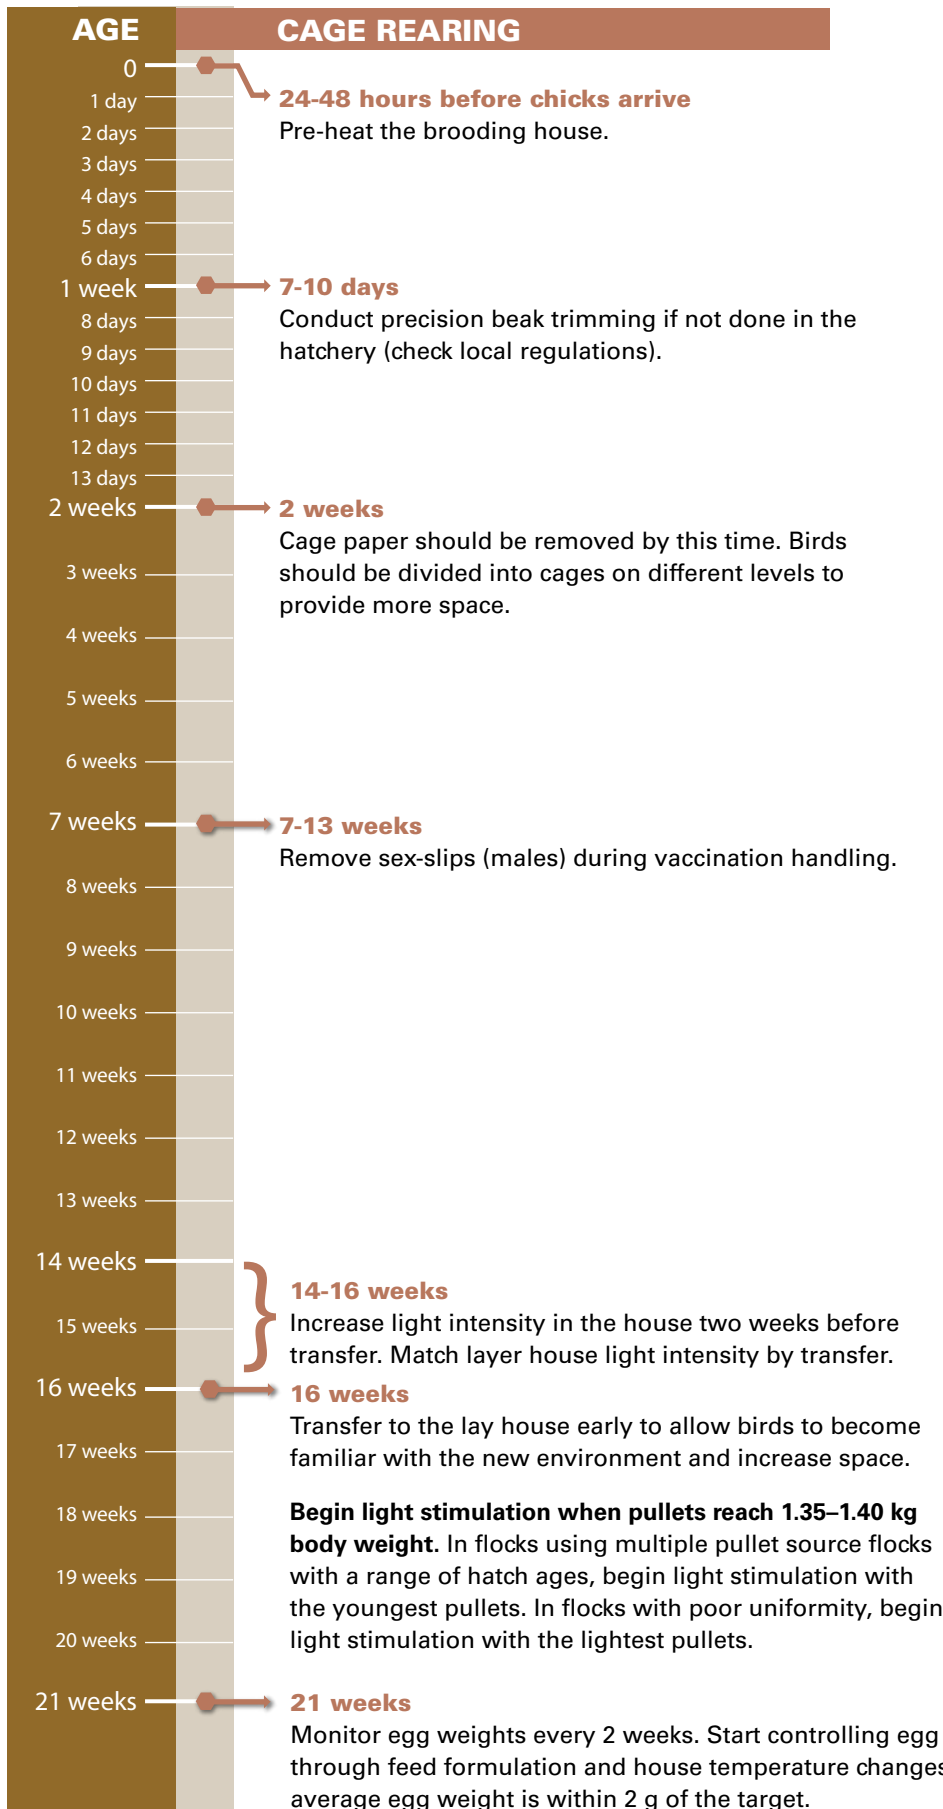 AGE
CAGE REARING
0
24-48 hours before chicks arrive
1 day
Pre-heat the brooding house.
2 days
3 days
4 days
5 days
6 days
1 week
7-10 days
8 days
Conduct precision beak trimming if not done in the
9 days
hatchery (check local regulations).
10 days
11 days
12 days
13 days
2 weeks
2 weeks
Cage paper should be removed by this time. Birds
3 weeks
should be divided into cages on different levels to
provide more space.
4 weeks
5 weeks
6 weeks
7 weeks
7-13 weeks
Remove sex-slips (males) during vaccination handling.
8 weeks
9 weeks
10 weeks
11 weeks
12 weeks
13 weeks
14 weeks
14-16 weeks
15 weeks
Increase light intensity in the house two weeks before
transfer. Match layer house light intensity by transfer.
16 weeks
16 weeks
Transfer to the lay house early to allow birds to become
17 weeks
familiar with the new environment and increase space.
18 weeks
Begin light stimulation when pullets reach 1.35–1.40 kg
body weight. In flocks using multiple pullet source flocks
19 weeks
with a range of hatch ages, begin light stimulation with
the youngest pullets. In flocks with poor uniformity, begin
20 weeks
light stimulation with the lightest pullets.
21 weeks
21 weeks
Monitor egg weights every 2 weeks. Start controlling egg
through feed formulation and house temperature changes
average egg weight is within 2 g of the target.